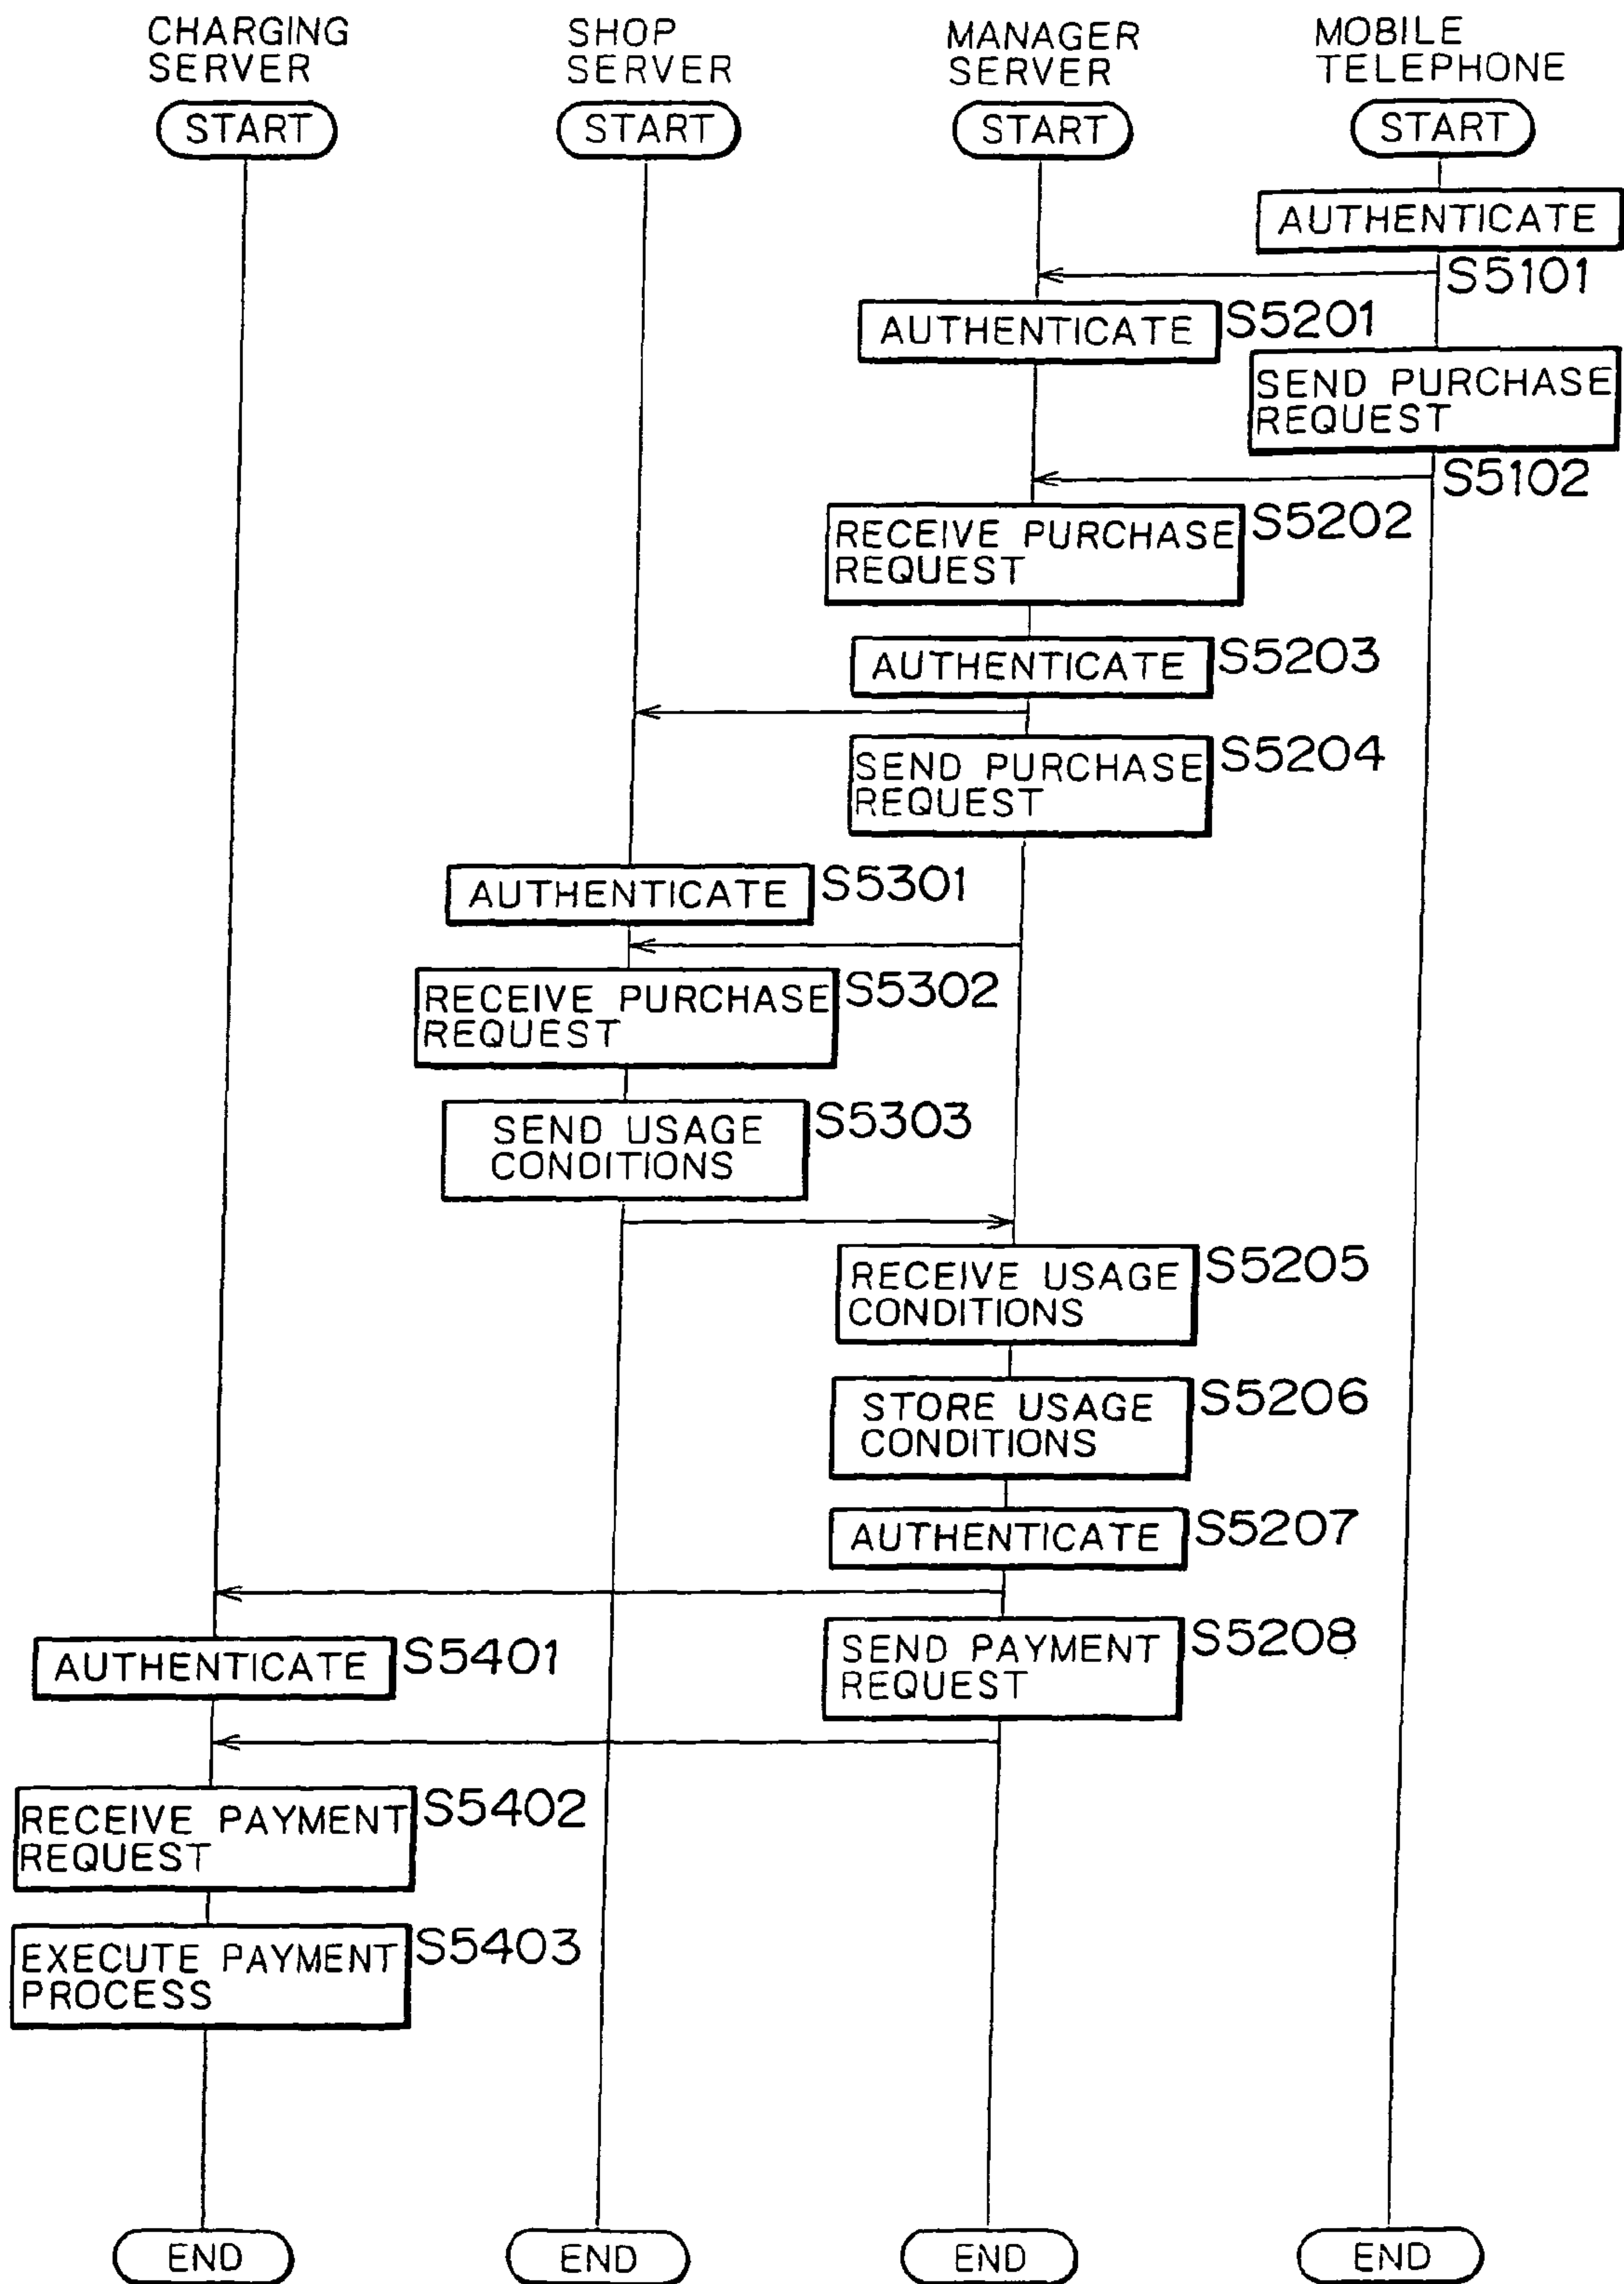 CHARGING
SERVER
SHOP
SERVER
MANAGER
SERVER
MOBILE
TELEPHONE
START
START
START
START
AUTHENTICATE
S5101
AUTHENTICATE
S5201
SEND PURCHASE
REQUEST
S5102
RECEIVE PURCHASE
REQUEST
S5202
AUTHENTICATE
S5203
SEND PURCHASE
REQUEST
S5204
AUTHENTICATE
S5301
RECEIVE PURCHASE
REQUEST
S5302
SEND USAGE
CONDITIONS
S5303
RECEIVE USAGE
CONDITIONS
S5205
STORE USAGE
CONDITIONS
S5206
AUTHENTICATE
S5207
SEND PAYMENT
REQUEST
S5208
AUTHENTICATE
S5401
RECEIVE PAYMENT
REQUEST
S5402
EXECUTE PAYMENT
PROCESS
S5403
END
END
END
END